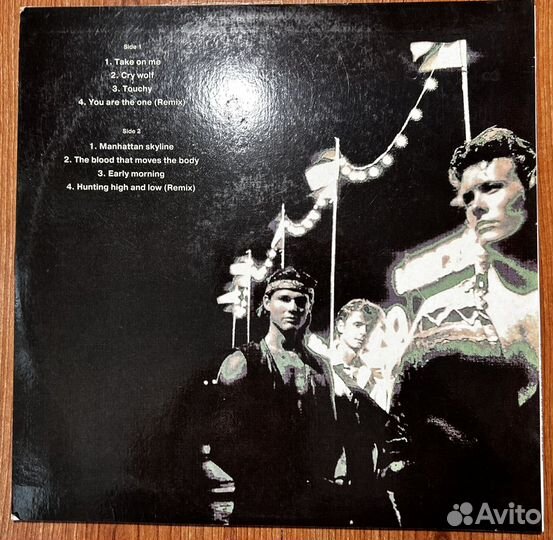 Side 1
1. Take on me
2. Cry wolf
3. Touchy
4. You are the one (Remix)
Side 2
1. Manhattan skyline
2. The blood that moves the body
3. Early morning
4. Hunting high and low (Remix)
Avito